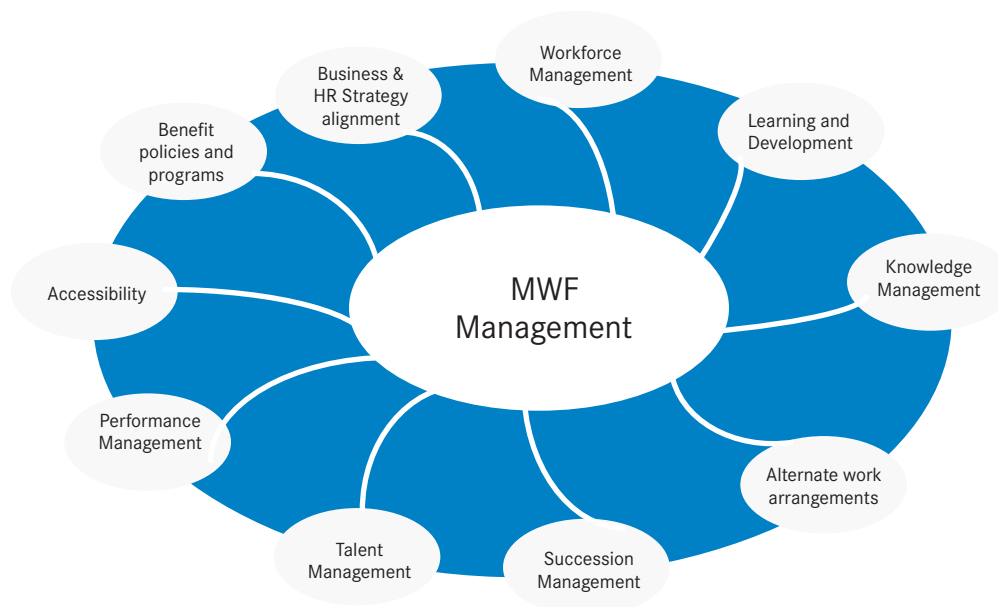 Workforce
Management
Business &
HR Strategy
alignment
Learning and
Development
Benefit
policies and
programs
Knowledge
Management
MWF
Management
Accessibility
Performance
Management
Alternate work
arrangements
Talent
Management
Succession
Management